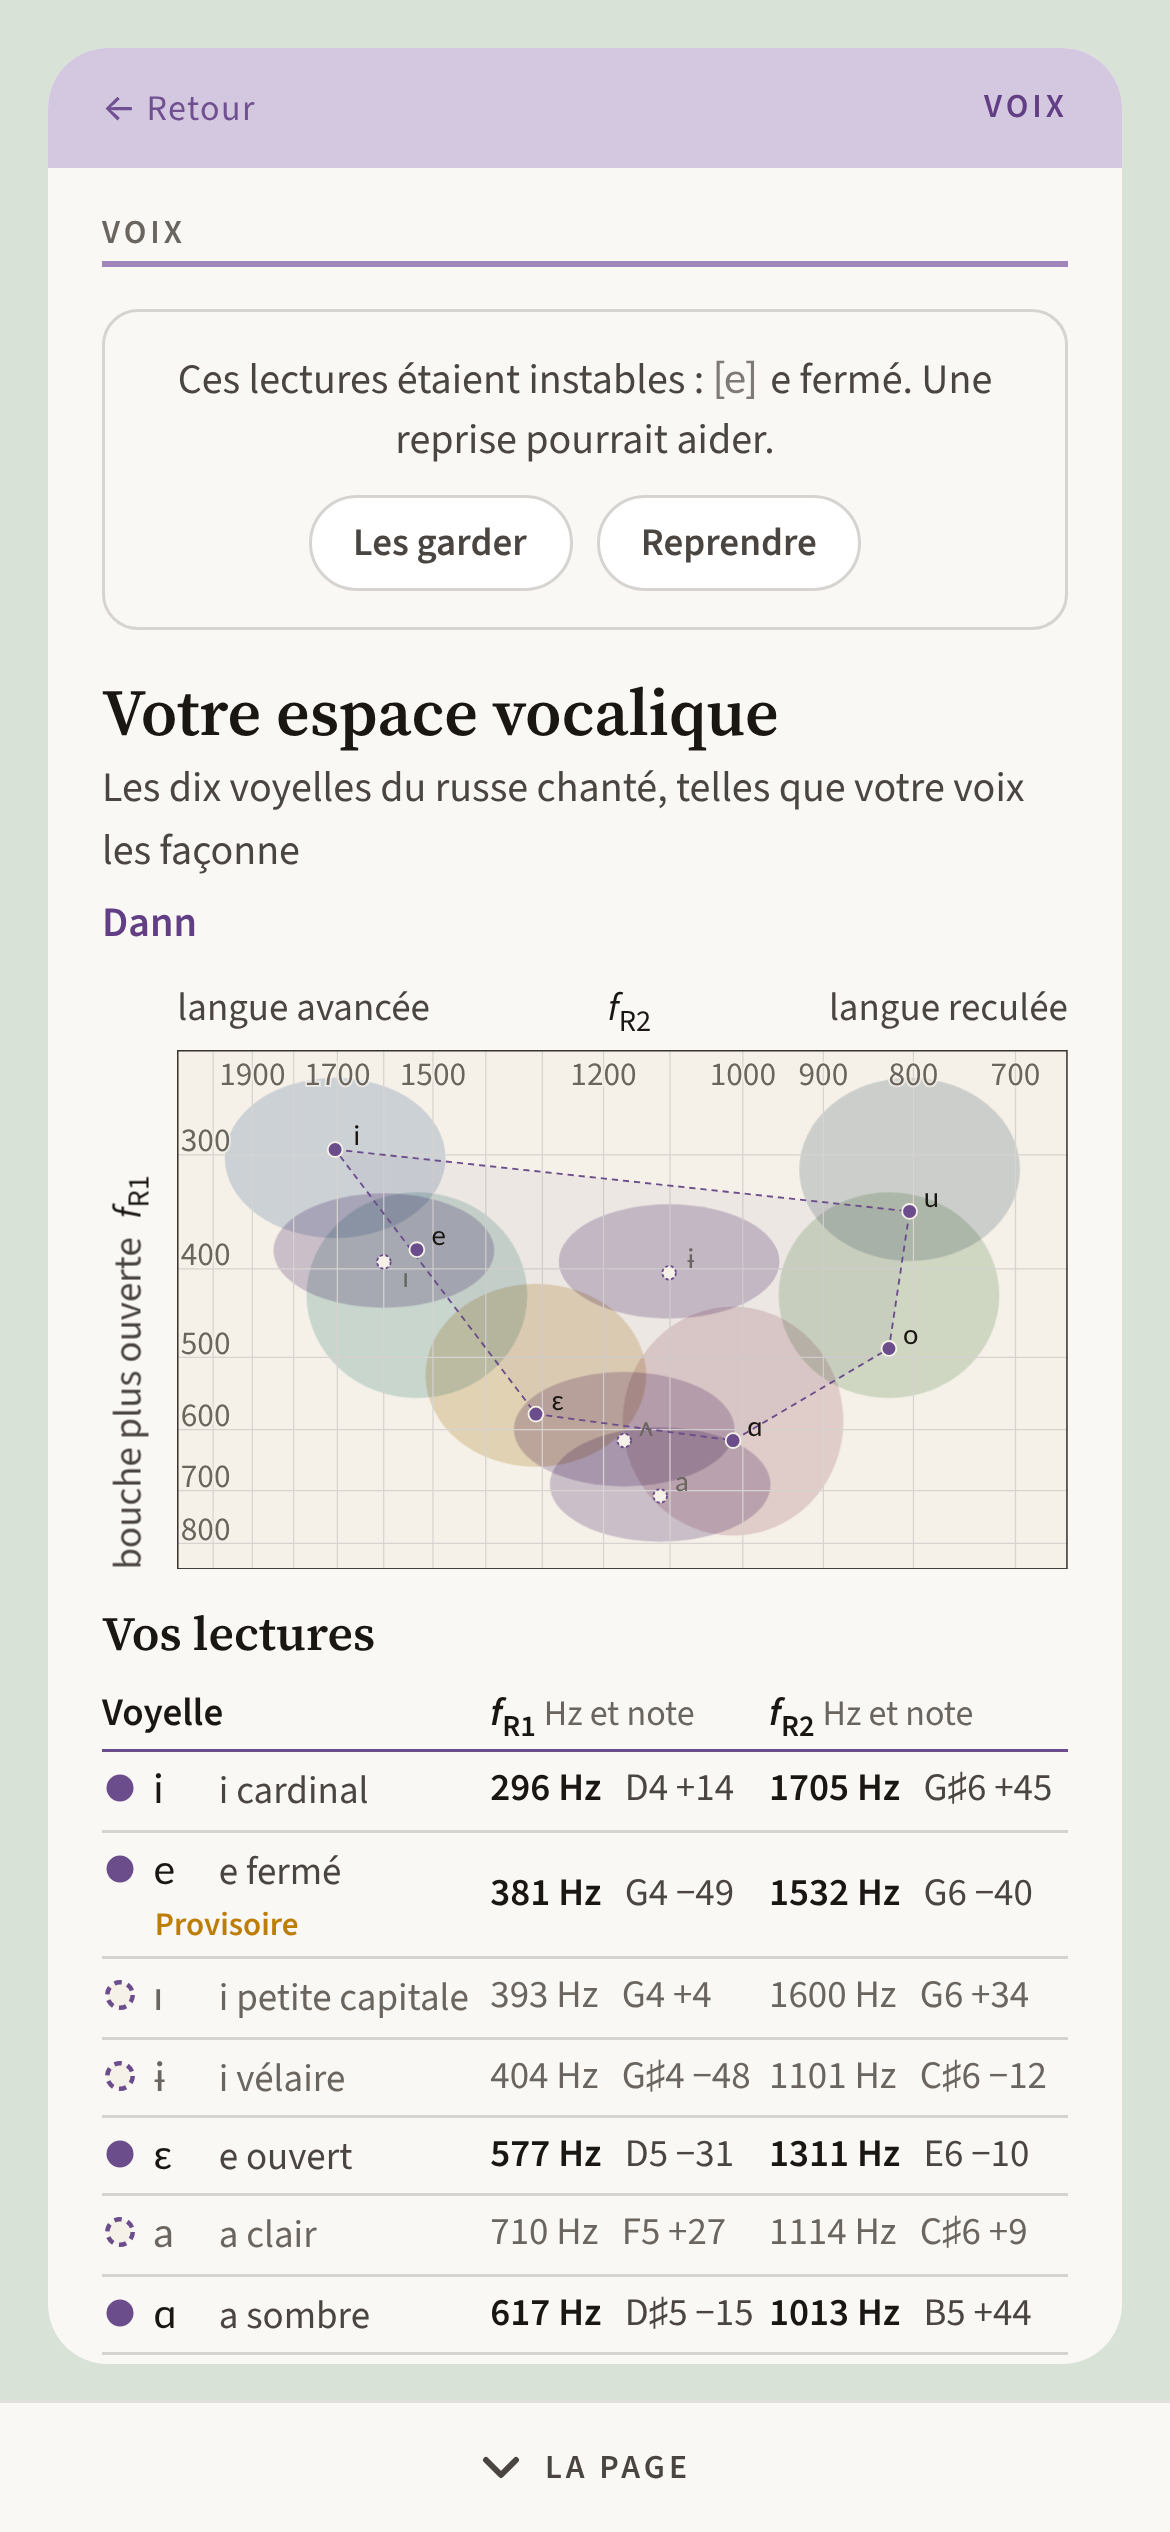 ← Retour
VOIX
VOIX
Ces lectures étaient instables : [e] e fermé. Une
reprise pourrait aider.
Les garder
Reprendre
Votre espace vocalique
Les dix voyelles du russe chanté, telles que votre voix
les façonne
Dann
langue avancée fR2 langue reculée
1900 1700 1500 1200 1000 900 800 700
bouche plus ouverte fR1
300
i
u
e
400
ɪ
ɨ
500
o
ɛ
600
ʌ
ɑ
700
a
800
Vos lectures
Voyelle fR1 Hz et note fR2 Hz et note
i i cardinal 296 Hz D4 +14 1705 Hz G♯6 +45
e e fermé 381 Hz G4 −49 1532 Hz G6 −40
Provisoire
ɪ i petite capitale 393 Hz G4 +4 1600 Hz G6 +34
ɨ i vélaire 404 Hz G♯4 −48 1101 Hz C♯6 −12
ɛ e ouvert 577 Hz D5 −31 1311 Hz E6 −10
a a clair 710 Hz F5 +27 1114 Hz C♯6 +9
ɑ a sombre 617 Hz D♯5 −15 1013 Hz B5 +44
LA PAGE